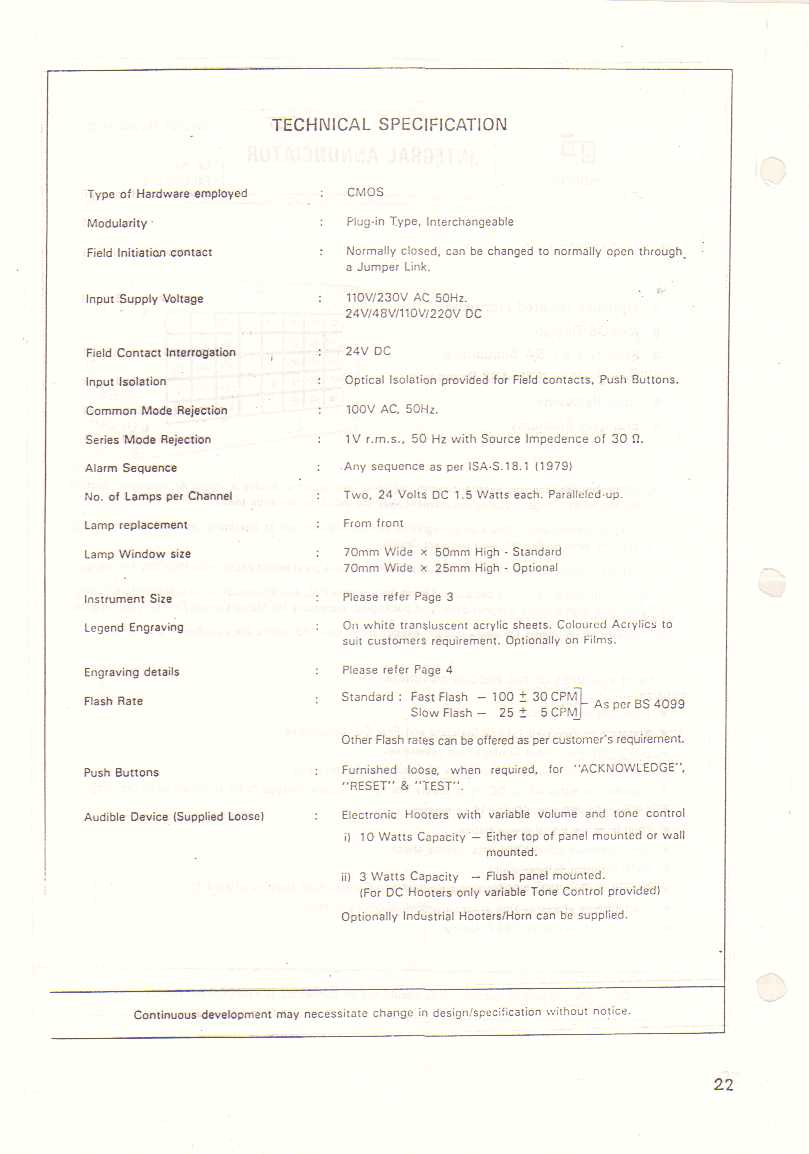 TECHNICAL SPECIFICATION
Type of Hardware employed : CMOS
Modularity : Plug-in Type, Interchangeable
Field Initiation contact : Normally closed, can be changed to normally open through
a Jumper Link.
Input Supply Voltage : 110V/230V AC 50Hz.
24V/48V/110V/220V DC
Field Contact Interrogation : 24V DC
Input Isolation : Optical Isolation provided for Field contacts, Push Buttons.
Common Mode Rejection : 100V AC, 50Hz.
Series Mode Rejection : 1V r.m.s., 50 Hz with Source Impedence of 30 Ω.
Alarm Sequence : Any sequence as per ISA-S.18.1 (1979)
No. of Lamps per Channel : Two, 24 Volts DC 1.5 Watts each. Paralleled-up.
Lamp replacement : From front
Lamp Window size : 70mm Wide × 50mm High - Standard
70mm Wide × 25mm High - Optional
Instrument Size : Please refer Page 3
Legend Engraving : On white transluscent acrylic sheets. Coloured Acrylics to
suit customers requirement. Optionally on Films.
Engraving details : Please refer Page 4
Flash Rate : Standard : Fast Flash — 100 ± 30 CPM
Slow Flash — 25 ± 5 CPM
As per BS 4099
Other Flash rates can be offered as per customer's requirement.
Push Buttons : Furnished loose, when required, for "ACKNOWLEDGE",
"RESET" & "TEST".
Audible Device (Supplied Loose) : Electronic Hooters with variable volume and tone control
i) 10 Watts Capacity — Either top of panel mounted or wall
mounted.
ii) 3 Watts Capacity — Flush panel mounted.
(For DC Hooters only variable Tone Control provided)
Optionally Industrial Hooters/Horn can be supplied.
Continuous development may necessitate change in design/specification without notice.
22